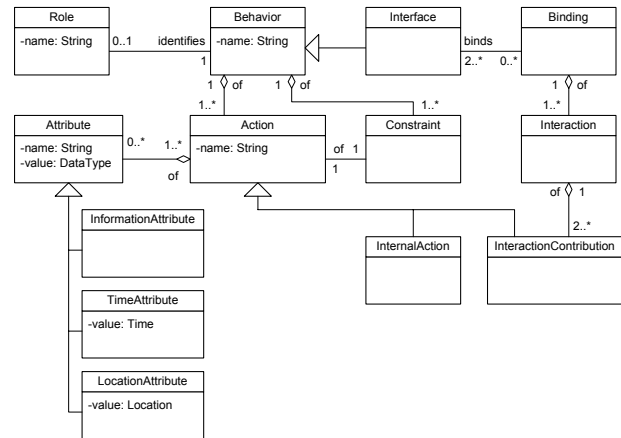 Role
-name: String
0..1
identifies
1
Behavior
-name: String
Interface
binds
2..*
0..*
Binding
1
of
1..*
1
of
1..*
1
of
1..*
Attribute
-name: String
-value: DataType
0..*
1..*
of
Action
-name: String
of
1
1
Constraint
Interaction
of
1
2..*
InformationAttribute
InternalAction
InteractionContribution
TimeAttribute
-value: Time
LocationAttribute
-value: Location